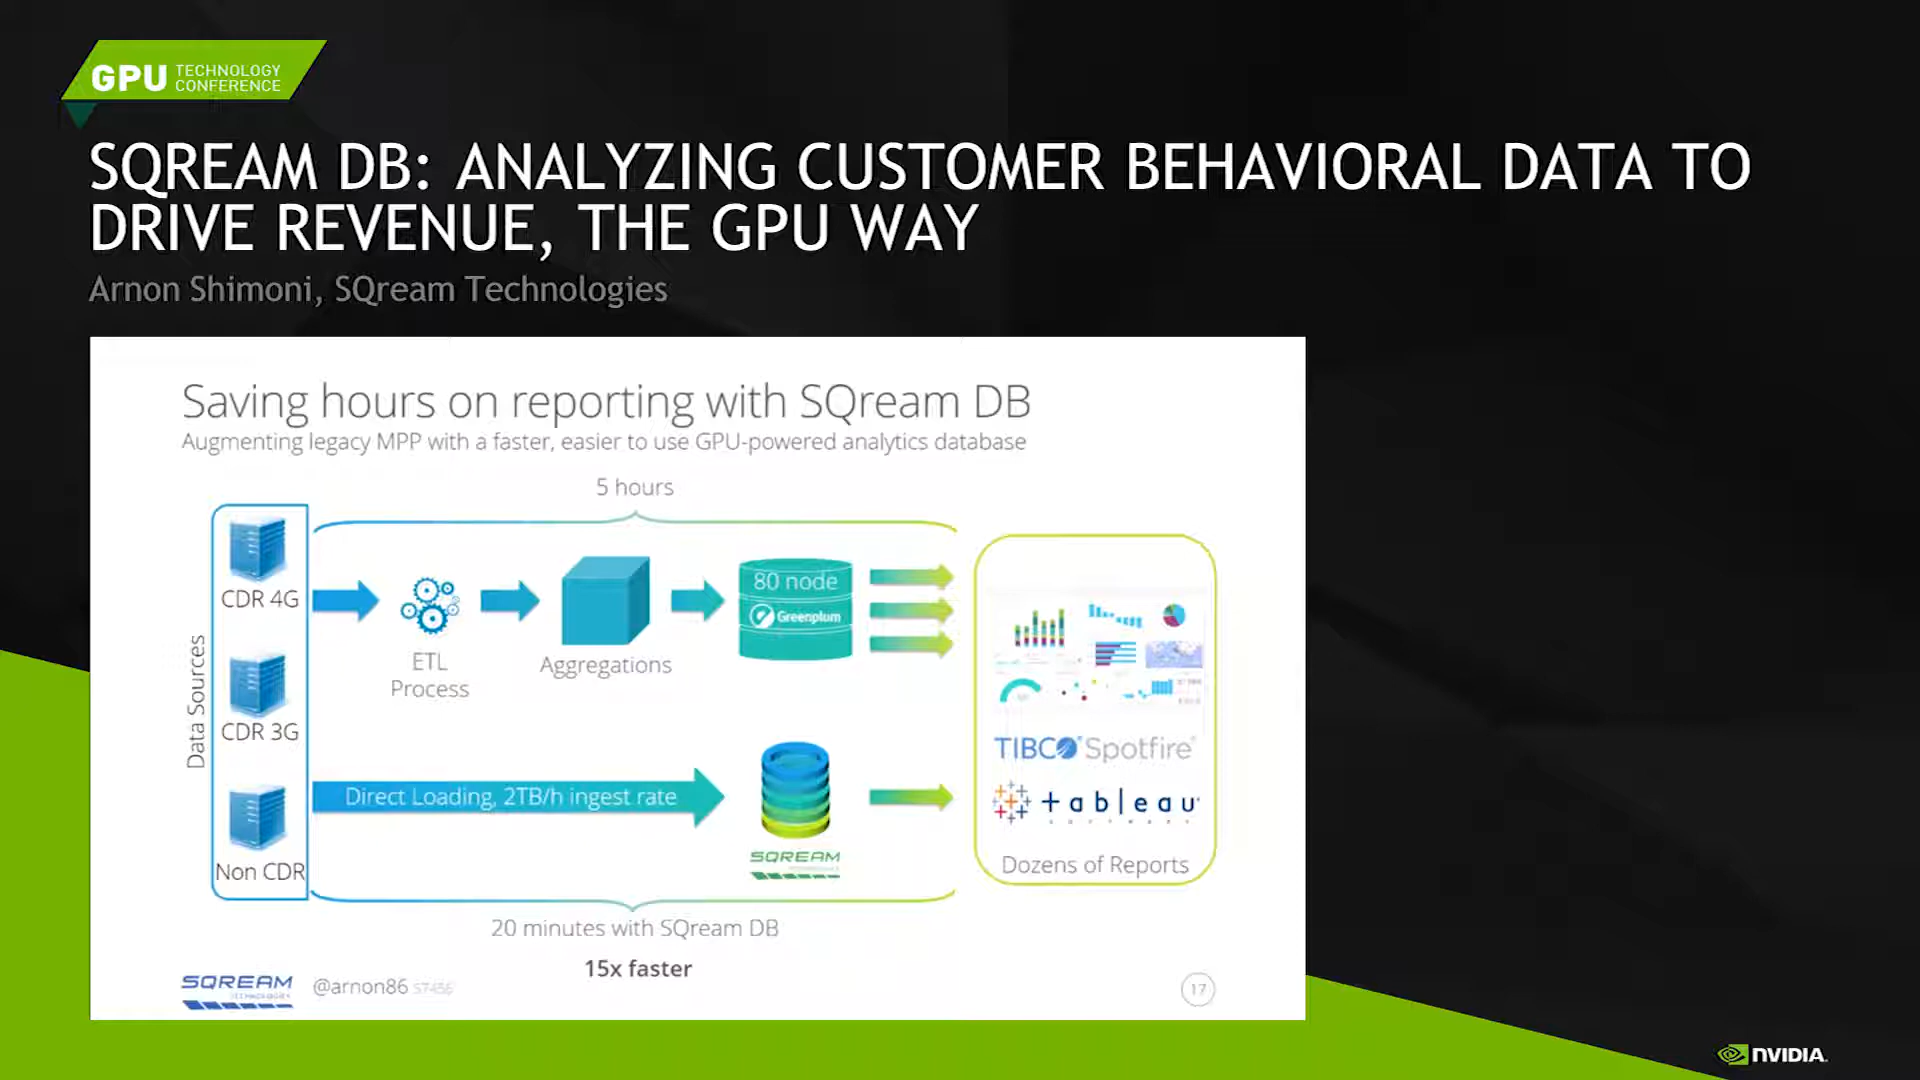 GPU TECHNOLOGY CONFERENCE
SQREAM DB: ANALYZING CUSTOMER BEHAVIORAL DATA TO
DRIVE REVENUE, THE GPU WAY
Arnon Shimoni, SQream Technologies
Saving hours on reporting with SQream DB
Augmenting legacy MPP with a faster, easier to use GPU-powered analytics database
5 hours
Data Sources
CDR 4G
CDR 3G
Non CDR
ETL
Process
Aggregations
80 node
Greenplum
Direct Loading, 2TB/h ingest rate
SQREAM
TIBCO Spotfire
+ableau
SOFTWARE
Dozens of Reports
20 minutes with SQream DB
15x faster
SQREAM
TECHNOLOGIES
@arnon86
17
NVIDIA.